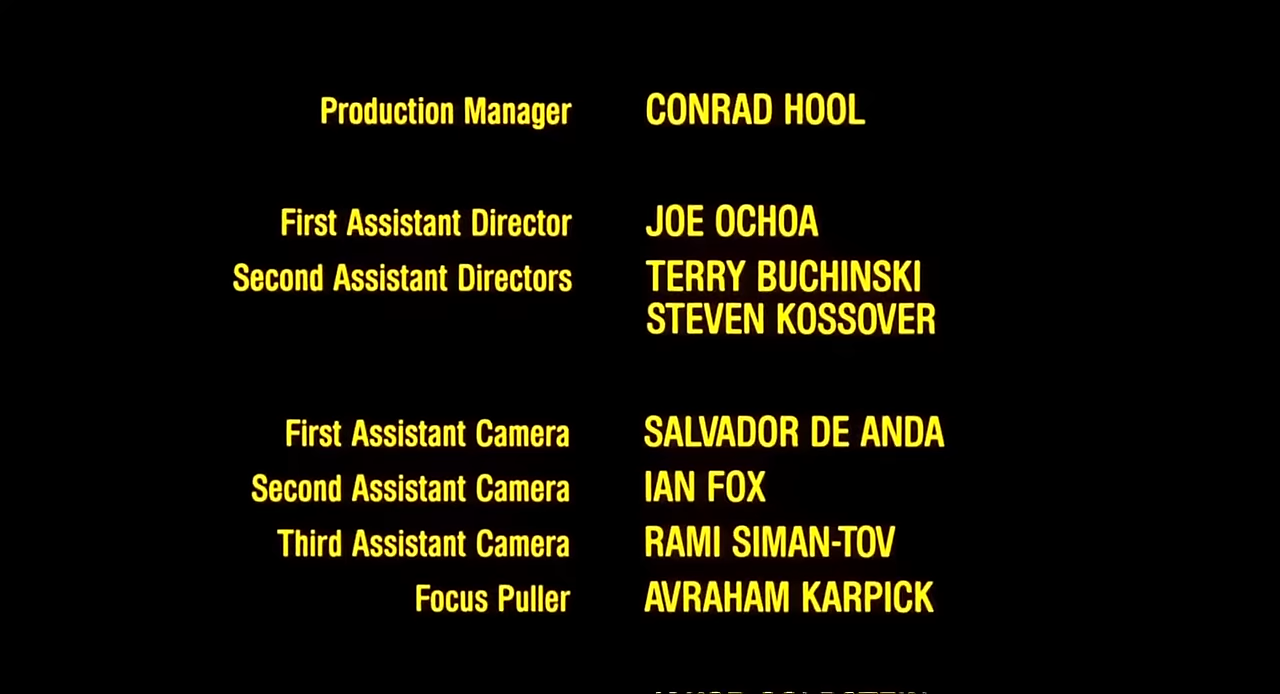 Production Manager CONRAD HOOL
First Assistant Director JOE OCHOA
Second Assistant Directors TERRY BUCHINSKI
STEVEN KOSSOVER
First Assistant Camera SALVADOR DE ANDA
Second Assistant Camera IAN FOX
Third Assistant Camera RAMI SIMAN-TOV
Focus Puller AVRAHAM KARPICK